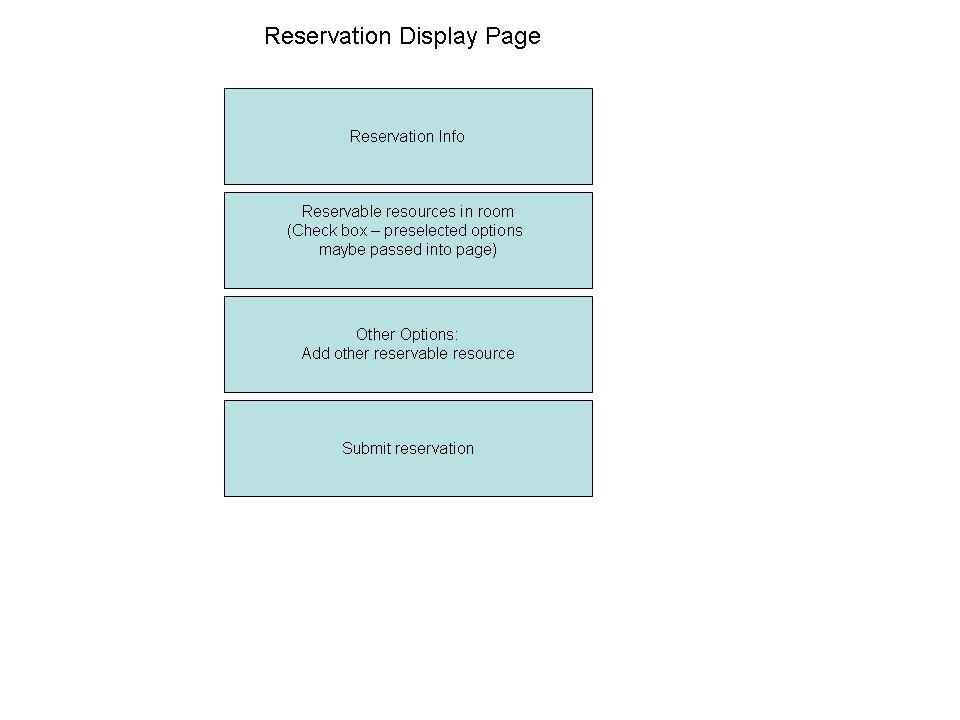 Reservation Display Page
Reservation Info
Reservable resources in room
(Check box – preselected options
maybe passed into page)
Other Options:
Add other reservable resource
Submit reservation